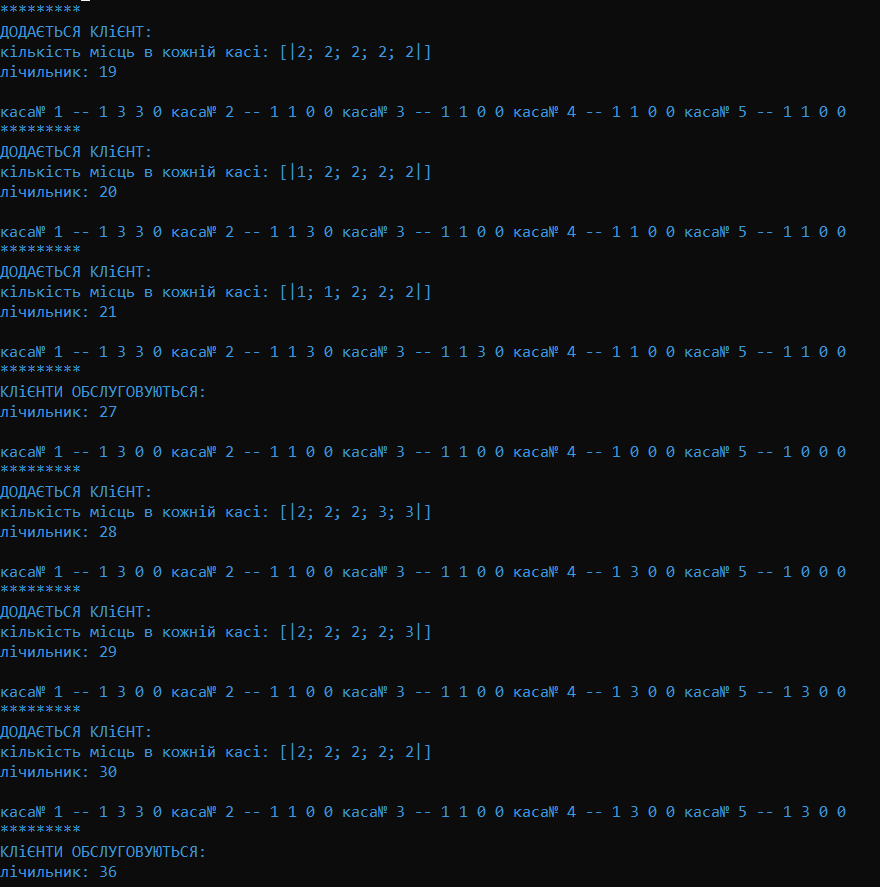 *********
ДОДАЄТЬСЯ КЛіЄНТ:
кількість місць в кожній касі: [|2; 2; 2; 2; 2|]
лічильник: 19
каса№ 1 -- 1 3 3 0 каса№ 2 -- 1 1 0 0 каса№ 3 -- 1 1 0 0 каса№ 4 -- 1 1 0 0 каса№ 5 -- 1 1 0 0
*********
ДОДАЄТЬСЯ КЛіЄНТ:
кількість місць в кожній касі: [|1; 2; 2; 2; 2|]
лічильник: 20
каса№ 1 -- 1 3 3 0 каса№ 2 -- 1 1 3 0 каса№ 3 -- 1 1 0 0 каса№ 4 -- 1 1 0 0 каса№ 5 -- 1 1 0 0
*********
ДОДАЄТЬСЯ КЛіЄНТ:
кількість місць в кожній касі: [|1; 1; 2; 2; 2|]
лічильник: 21
каса№ 1 -- 1 3 3 0 каса№ 2 -- 1 1 3 0 каса№ 3 -- 1 1 3 0 каса№ 4 -- 1 1 0 0 каса№ 5 -- 1 1 0 0
*********
КЛіЄНТИ ОБСЛУГОВУЮТЬСЯ:
лічильник: 27
каса№ 1 -- 1 3 0 0 каса№ 2 -- 1 1 0 0 каса№ 3 -- 1 1 0 0 каса№ 4 -- 1 0 0 0 каса№ 5 -- 1 0 0 0
*********
ДОДАЄТЬСЯ КЛіЄНТ:
кількість місць в кожній касі: [|2; 2; 2; 3; 3|]
лічильник: 28
каса№ 1 -- 1 3 0 0 каса№ 2 -- 1 1 0 0 каса№ 3 -- 1 1 0 0 каса№ 4 -- 1 3 0 0 каса№ 5 -- 1 0 0 0
*********
ДОДАЄТЬСЯ КЛіЄНТ:
кількість місць в кожній касі: [|2; 2; 2; 2; 3|]
лічильник: 29
каса№ 1 -- 1 3 0 0 каса№ 2 -- 1 1 0 0 каса№ 3 -- 1 1 0 0 каса№ 4 -- 1 3 0 0 каса№ 5 -- 1 3 0 0
*********
ДОДАЄТЬСЯ КЛіЄНТ:
кількість місць в кожній касі: [|2; 2; 2; 2; 2|]
лічильник: 30
каса№ 1 -- 1 3 3 0 каса№ 2 -- 1 1 0 0 каса№ 3 -- 1 1 0 0 каса№ 4 -- 1 3 0 0 каса№ 5 -- 1 3 0 0
*********
КЛіЄНТИ ОБСЛУГОВУЮТЬСЯ:
лічильник: 36